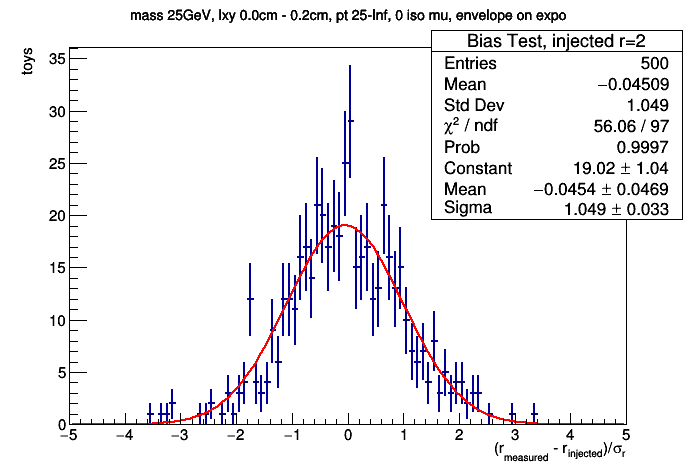 mass 25GeV, lxy 0.0cm - 0.2cm, pt 25-Inf, 0 iso mu, envelope on expo
Bias Test, injected r=2
Entries 500
Mean −0.04509
Std Dev 1.049
χ² / ndf 56.06 / 97
Prob 0.9997
Constant 19.02 ± 1.04
Mean −0.0454 ± 0.0469
Sigma 1.049 ± 0.033
toys
35
30
25
20
15
10
5
0
−5 −4 −3 −2 −1 0 1 2 3 4 5
(r_measured - r_injected)/σ_r